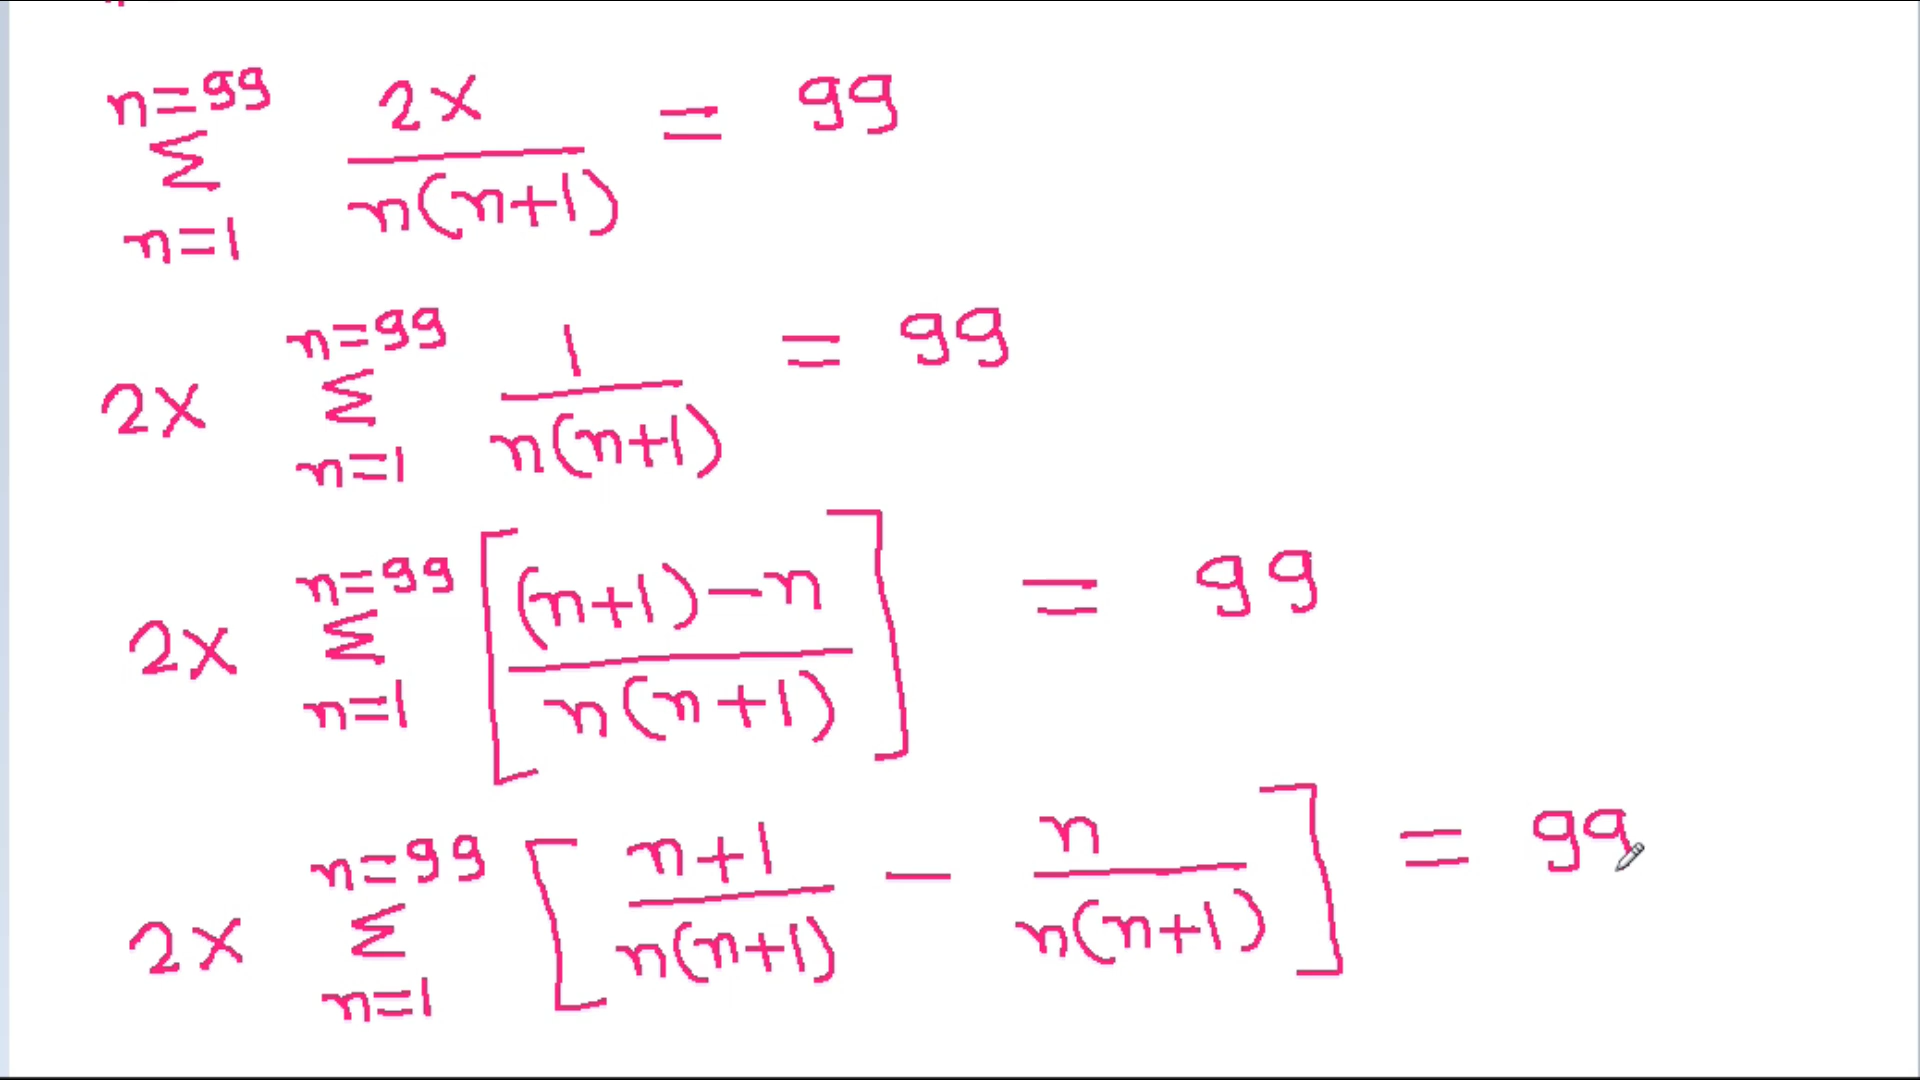 n=99 Σ n=1 2x/n(n+1) = 99
2x n=99 Σ n=1 1/n(n+1) = 99
2x n=99 Σ n=1 [(n+1)-n/n(n+1)] = 99
2x n=99 Σ n=1 [n+1/n(n+1) - n/n(n+1)] = 99